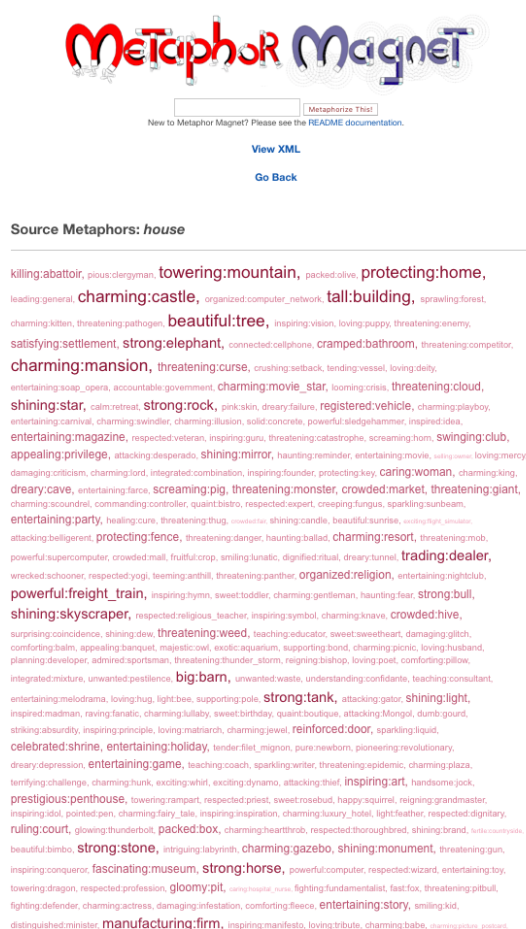 MeTaphoR Magnet
Metaphorize This!
New to Metaphor Magnet? Please see the README documentation.
View XML
Go Back
Source Metaphors: house
killing:abattoir, pious:clergyman, towering:mountain, packed:olive, protecting:home,
leading:general, charming:castle, organized:computer_network, tall:building, sprawling:forest,
charming:kitten, threatening:pathogen, beautiful:tree, inspiring:vision, loving:puppy, threatening:enemy,
satisfying:settlement, strong:elephant, connected:cellphone, cramped:bathroom, threatening:competitor,
charming:mansion, threatening:curse, crushing:setback, tending:vessel, loving:deity,
entertaining:soap_opera, accountable:government, charming:movie_star, looming:crisis, threatening:cloud,
shining:star, calm:retreat, strong:rock, pink:skin, dreary:failure, registered:vehicle, charming:playboy,
entertaining:carnival, charming:swindler, charming:illusion, solid:concrete, powerful:sledgehammer, inspired:idea,
entertaining:magazine, respected:veteran, inspiring:guru, threatening:catastrophe, screaming:horn, swinging:club,
appealing:privilege, attacking:desperado, shining:mirror, haunting:reminder, entertaining:movie, selling:owner, loving:mercy
damaging:criticism, charming:lord, integrated:combination, inspiring:founder, protecting:key, caring:woman, charming:king,
dreary:cave, entertaining:farce, screaming:pig, threatening:monster, crowded:market, threatening:giant,
charming:scoundrel, commanding:controller, quaint:bistro, respected:expert, creeping:fungus, sparkling:sunbeam,
entertaining:party, healing:cure, threatening:thug, crowded:fair, shining:candle, beautiful:sunrise, exciting:flight_simulator,
attacking:belligerent, protecting:fence, threatening:danger, haunting:ballad, charming:resort, threatening:mob,
powerful:supercomputer, crowded:mall, fruitful:crop, smiling:lunatic, dignified:ritual, dreary:tunnel, trading:dealer,
wrecked:schooner, respected:yogi, teeming:anthill, threatening:panther, organized:religion, entertaining:nightclub,
powerful:freight_train, inspiring:hymn, sweet:toddler, charming:gentleman, haunting:fear, strong:bull,
shining:skyscraper, respected:religious_teacher, inspiring:symbol, charming:knave, crowded:hive,
surprising:coincidence, shining:dew, threatening:weed, teaching:educator, sweet:sweetheart, damaging:glitch,
comforting:balm, appealing:banquet, majestic:owl, exotic:aquarium, supporting:bond, charming:picnic, loving:husband,
planning:developer, admired:sportsman, threatening:thunder_storm, reigning:bishop, loving:poet, comforting:pillow,
integrated:mixture, unwanted:pestilence, big:barn, unwanted:waste, understanding:confidante, teaching:consultant,
entertaining:melodrama, loving:hug, light:bee, supporting:pole, strong:tank, attacking:gator, shining:light,
inspired:madman, raving:fanatic, charming:lullaby, sweet:birthday, quaint:boutique, attacking:Mongol, dumb:gourd,
striking:absurdity, inspiring:principle, loving:matriarch, charming:jewel, reinforced:door, sparkling:liquid,
celebrated:shrine, entertaining:holiday, tender:filet_mignon, pure:newborn, pioneering:revolutionary,
dreary:depression, entertaining:game, teaching:coach, sparkling:writer, threatening:epidemic, charming:plaza,
terrifying:challenge, charming:hunk, exciting:whirl, exciting:dynamo, attacking:thief, inspiring:art, handsome:jock,
prestigious:penthouse, towering:rampart, respected:priest, sweet:rosebud, happy:squirrel, reigning:grandmaster,
inspiring:idol, pointed:pen, charming:fairy_tale, inspiring:inspiration, charming:luxury_hotel, light:feather, respected:dignitary,
ruling:court, glowing:thunderbolt, packed:box, charming:heartthrob, respected:thoroughbred, shining:brand, fertile:countryside,
beautiful:bimbo, strong:stone, intriguing:labyrinth, charming:gazebo, shining:monument, threatening:gun,
inspiring:conqueror, fascinating:museum, strong:horse, powerful:computer, respected:wizard, entertaining:toy,
towering:dragon, respected:profession, gloomy:pit, caring:hospital_nurse, fighting:fundamentalist, fast:fox, threatening:pitbull,
fighting:defender, charming:actress, damaging:infestation, comforting:fleece, entertaining:story, smiling:kid,
distinguished:minister, manufacturing:firm, inspiring:manifesto, loving:tribute, charming:babe, charming:picture_postcard,